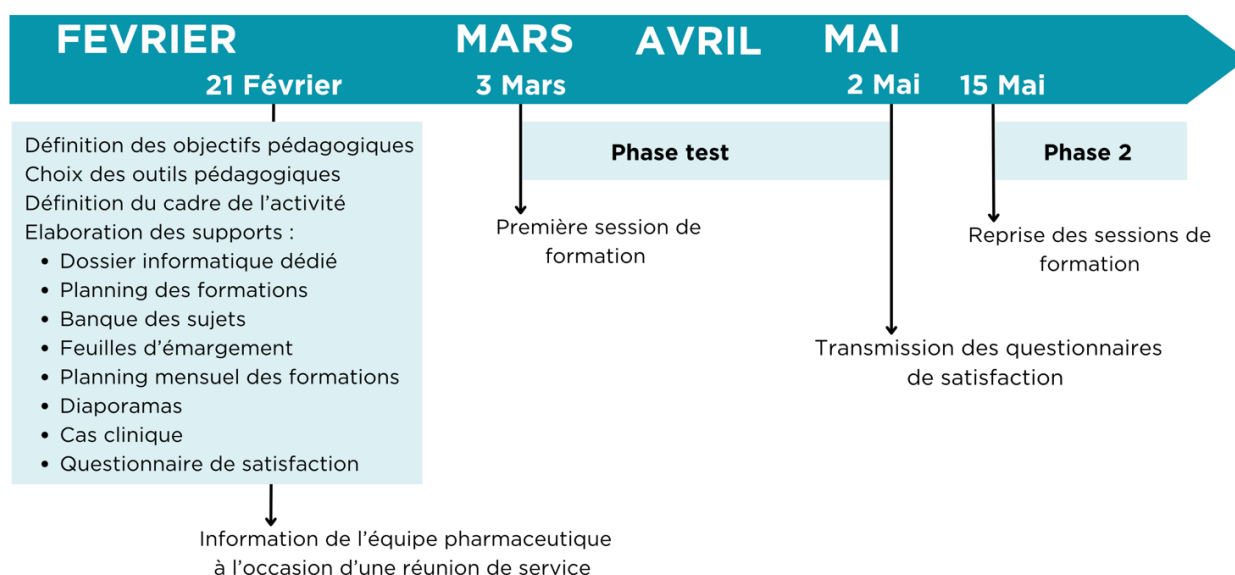 FEVRIER
MARS
AVRIL
MAI
21 Février
3 Mars
2 Mai
15 Mai
Définition des objectifs pédagogiques
Choix des outils pédagogiques
Définition du cadre de l’activité
Elaboration des supports :
• Dossier informatique dédié
• Planning des formations
• Banque des sujets
• Feuilles d’émargement
• Planning mensuel des formations
• Diaporamas
• Cas clinique
• Questionnaire de satisfaction
Information de l’équipe pharmaceutique
à l’occasion d’une réunion de service
Phase test
Première session de
formation
Transmission des questionnaires
de satisfaction
Phase 2
Reprise des sessions de
formation